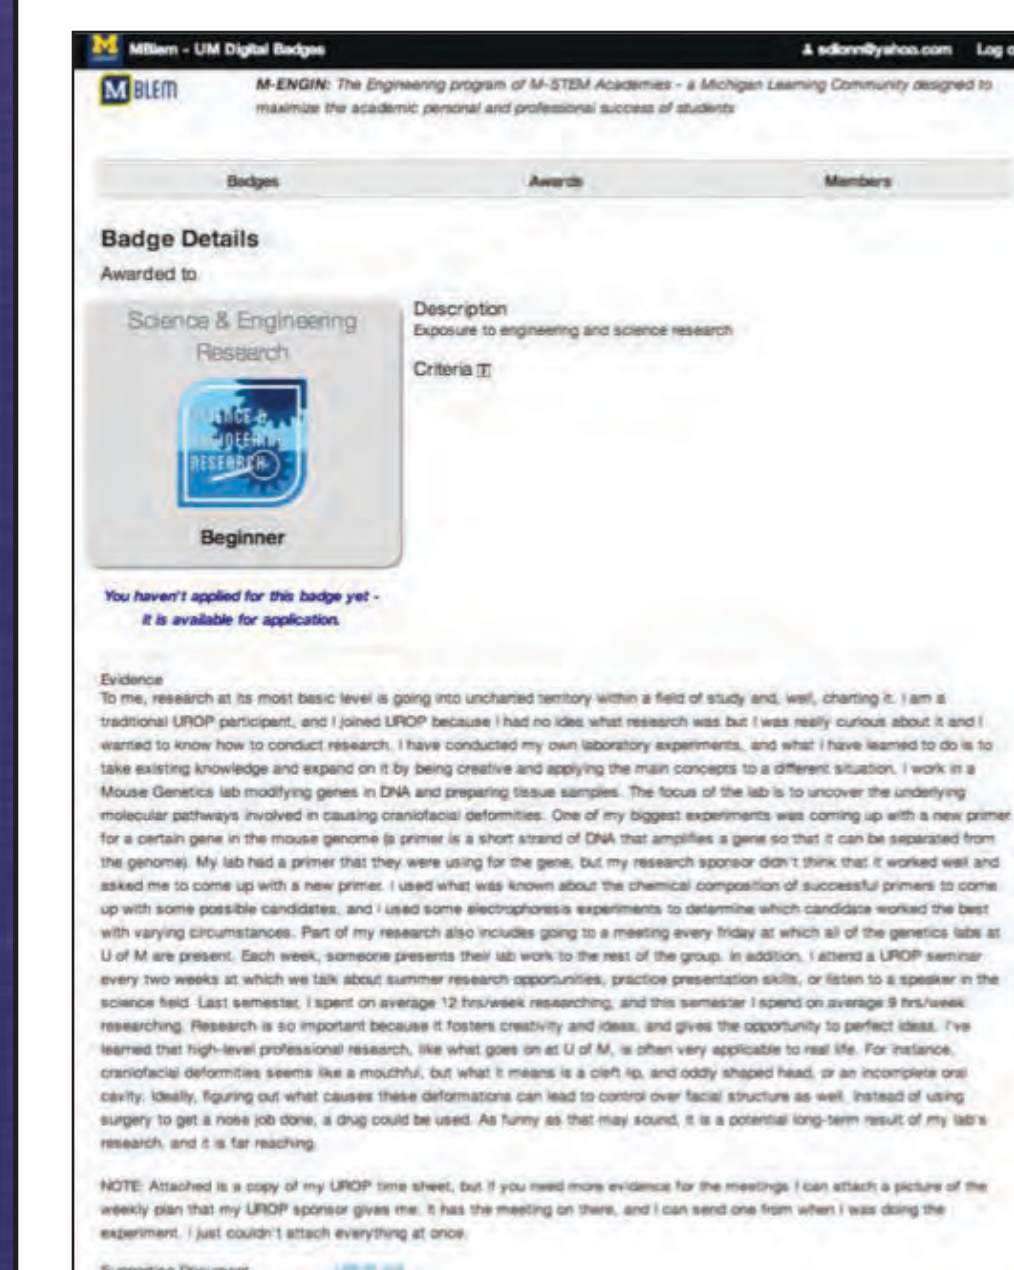 MBlem - UM Digital Badges
sdlonn@yahoo.com Log
M BLEM
M-ENGIN: The Engineering program of M-STEM Academies - a Michigan Learning Community designed to
maximize the academic personal and professional success of students
Badges Awards Members
Badge Details
Awarded to
Science & Engineering
Research
SCIENCE &
ENGINEERING
RESEARCH
Beginner
Description
Exposure to engineering and science research
Criteria
You haven't applied for this badge yet -
it is available for application.
Evidence
To me, research at its most basic level is going into uncharted territory within a field of study and, well, charting it. I am a
traditional UROP participant, and I joined UROP because I had no idea what research was but I was really curious about it and I
wanted to know how to conduct research. I have conducted my own laboratory experiments, and what I have learned to do is to
take existing knowledge and expand on it by being creative and applying the main concepts to a different situation. I work in a
Mouse Genetics lab modifying genes in DNA and preparing tissue samples. The focus of the lab is to uncover the underlying
molecular pathways involved in causing craniofacial deformities. One of my biggest experiments was coming up with a new primer
for a certain gene in the mouse genome (a primer is a short strand of DNA that amplifies a gene so that it can be separated from
the genome). My lab had a primer that they were using for the gene, but my research sponsor didn't think that it worked well and
asked me to come up with a new primer. I used what was known about the chemical composition of successful primers to come
up with some possible candidates, and I used some electrophoresis experiments to determine which candidate worked the best
with varying circumstances. Part of my research also includes going to a meeting every friday at which all of the genetics labs at
U of M are present. Each week, someone presents their lab work to the rest of the group. In addition, I attend a UROP seminar
every two weeks at which we talk about summer research opportunities, practice presentation skills, or listen to a speaker in the
science field. Last semester, I spent on average 12 hrs/week researching, and this semester I spend on average 9 hrs/week
researching. Research is so important because it fosters creativity and ideas, and gives the opportunity to perfect ideas. I've
learned that high-level professional research, like what goes on at U of M, is often very applicable to real life. For instance,
craniofacial deformities seems like a mouthful, but what it means is a cleft lip, and oddly shaped head, or an incomplete oral
cavity. Ideally, figuring out what causes these deformations can lead to control over facial structure as well. Instead of using
surgery to get a nose job done, a drug could be used. As funny as that may sound, it is a potential long-term result of my lab's
research, and it is far reaching.
NOTE: Attached is a copy of my UROP time sheet, but if you need more evidence for the meetings I can attach a picture of the
weekly plan that my UROP sponsor gives me. It has the meeting on there, and I can send one from when I was doing the
experiment. I just couldn't attach everything at once.
Supporting Document